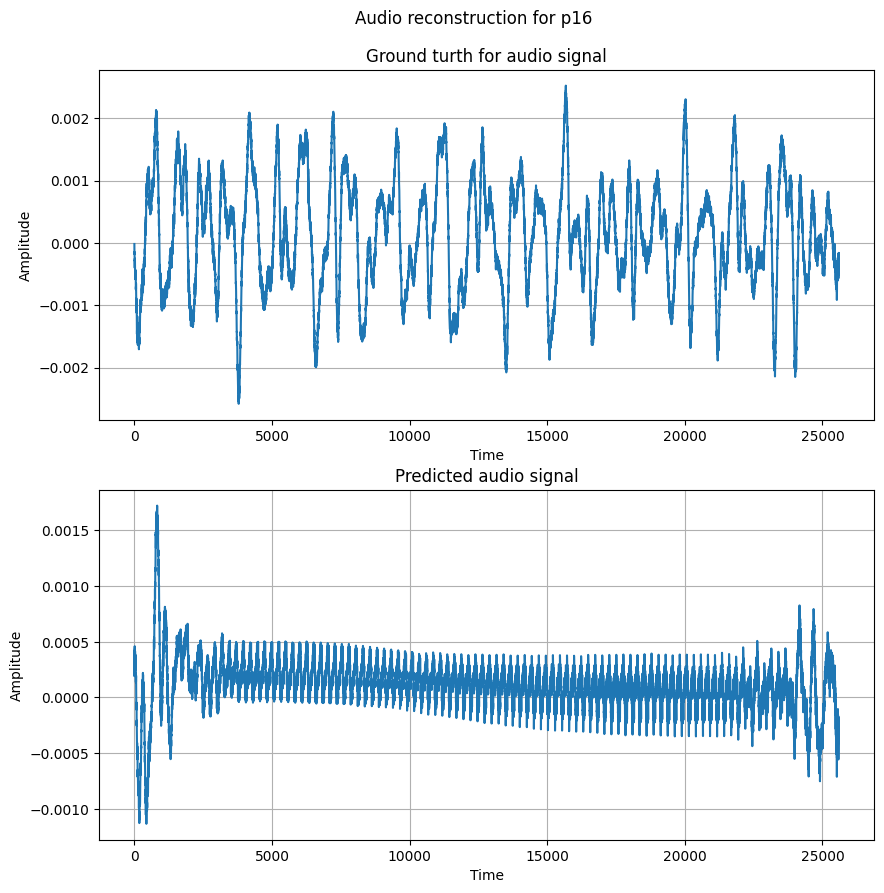 Audio reconstruction for p16
Ground turth for audio signal
0.002
0.001
0.000
−0.001
−0.002
Amplitude
0 5000 10000 15000 20000 25000
Time
Predicted audio signal
0.0015
0.0010
0.0005
0.0000
−0.0005
−0.0010
Amplitude
0 5000 10000 15000 20000 25000
Time